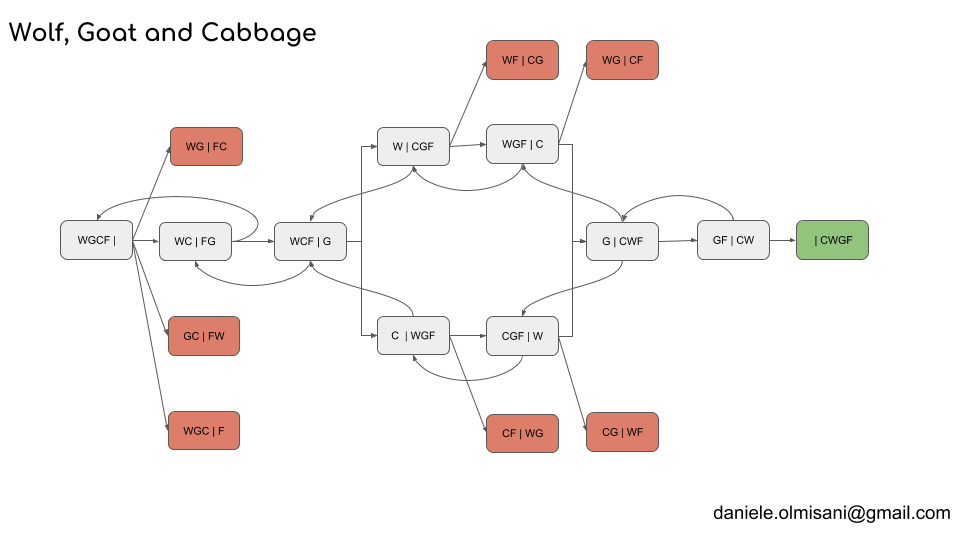 Wolf, Goat and Cabbage
WF | CG
WG | CF
WG | FC
W | CGF
WGF | C
WGCF |
WC | FG
WCF | G
G | CWF
GF | CW
| CWGF
GC | FW
C | WGF
CGF | W
WGC | F
CF | WG
CG | WF
daniele.olmisani@gmail.com